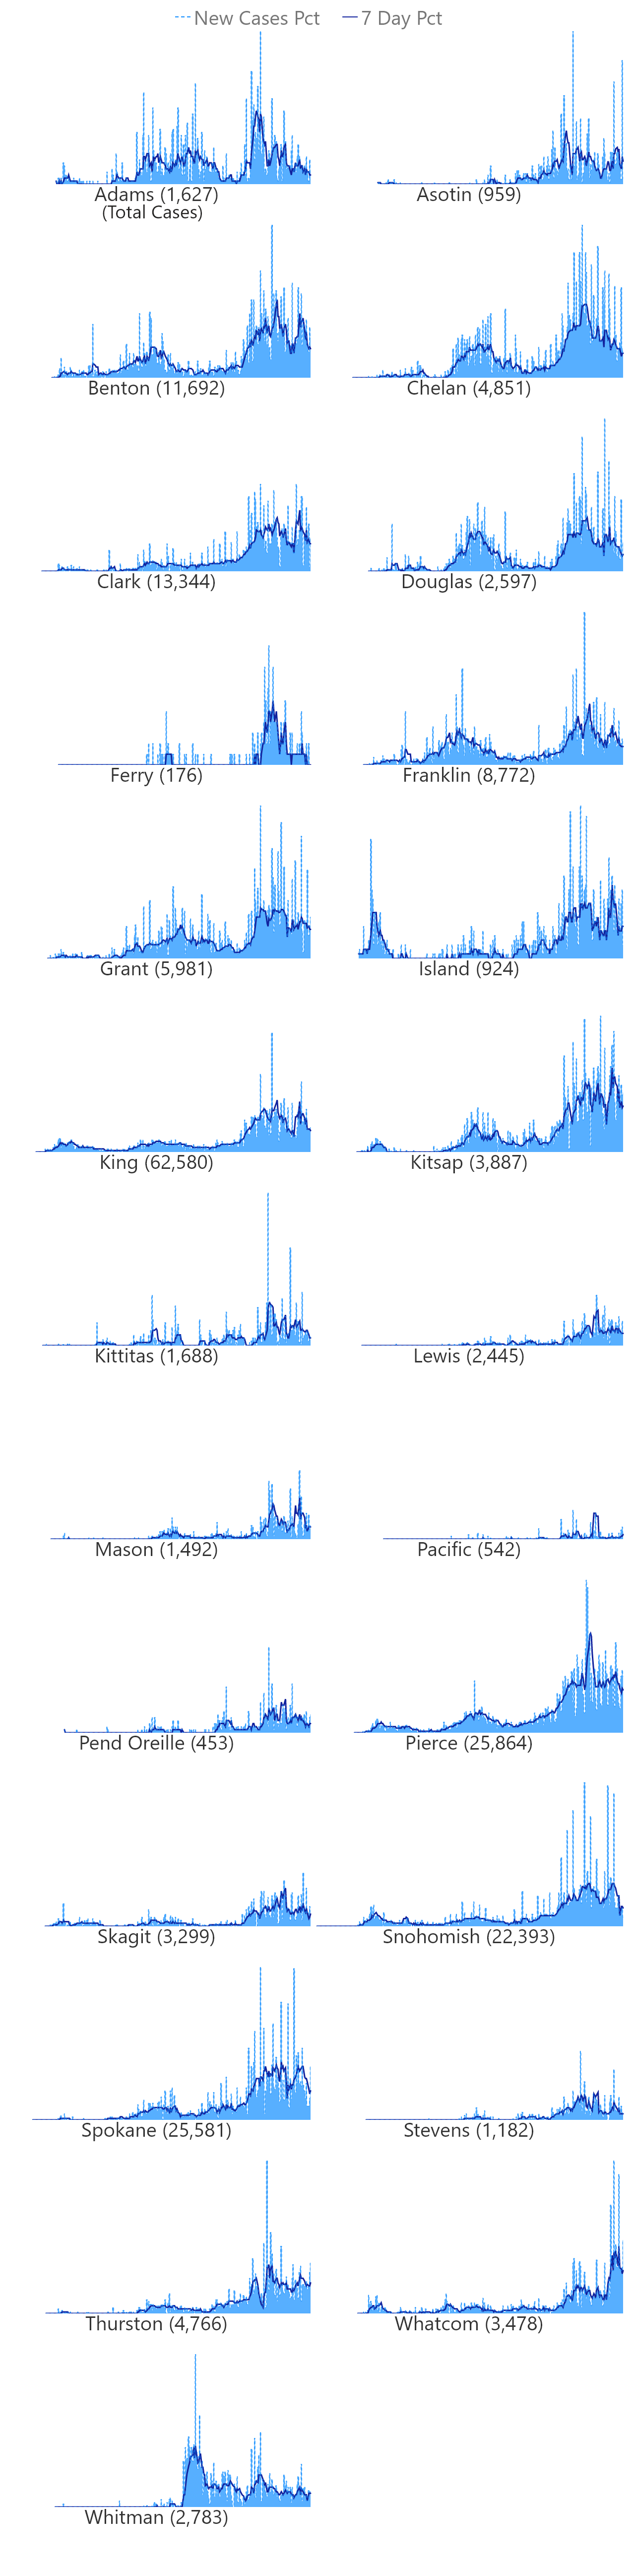 New Cases Pct 7 Day Pct
Adams (1,627)
(Total Cases)
Asotin (959)
Benton (11,692)
Chelan (4,851)
Clark (13,344)
Douglas (2,597)
Ferry (176)
Franklin (8,772)
Grant (5,981)
Island (924)
King (62,580)
Kitsap (3,887)
Kittitas (1,688)
Lewis (2,445)
Mason (1,492)
Pacific (542)
Pend Oreille (453)
Pierce (25,864)
Skagit (3,299)
Snohomish (22,393)
Spokane (25,581)
Stevens (1,182)
Thurston (4,766)
Whatcom (3,478)
Whitman (2,783)